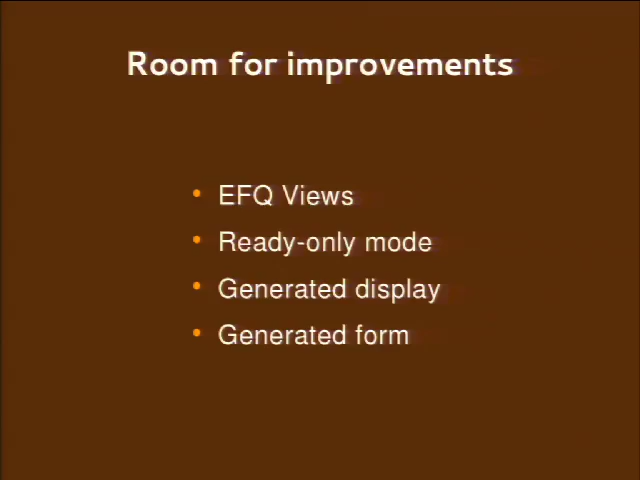 Room for improvements
• EFQ Views
• Ready-only mode
• Generated display
• Generated form